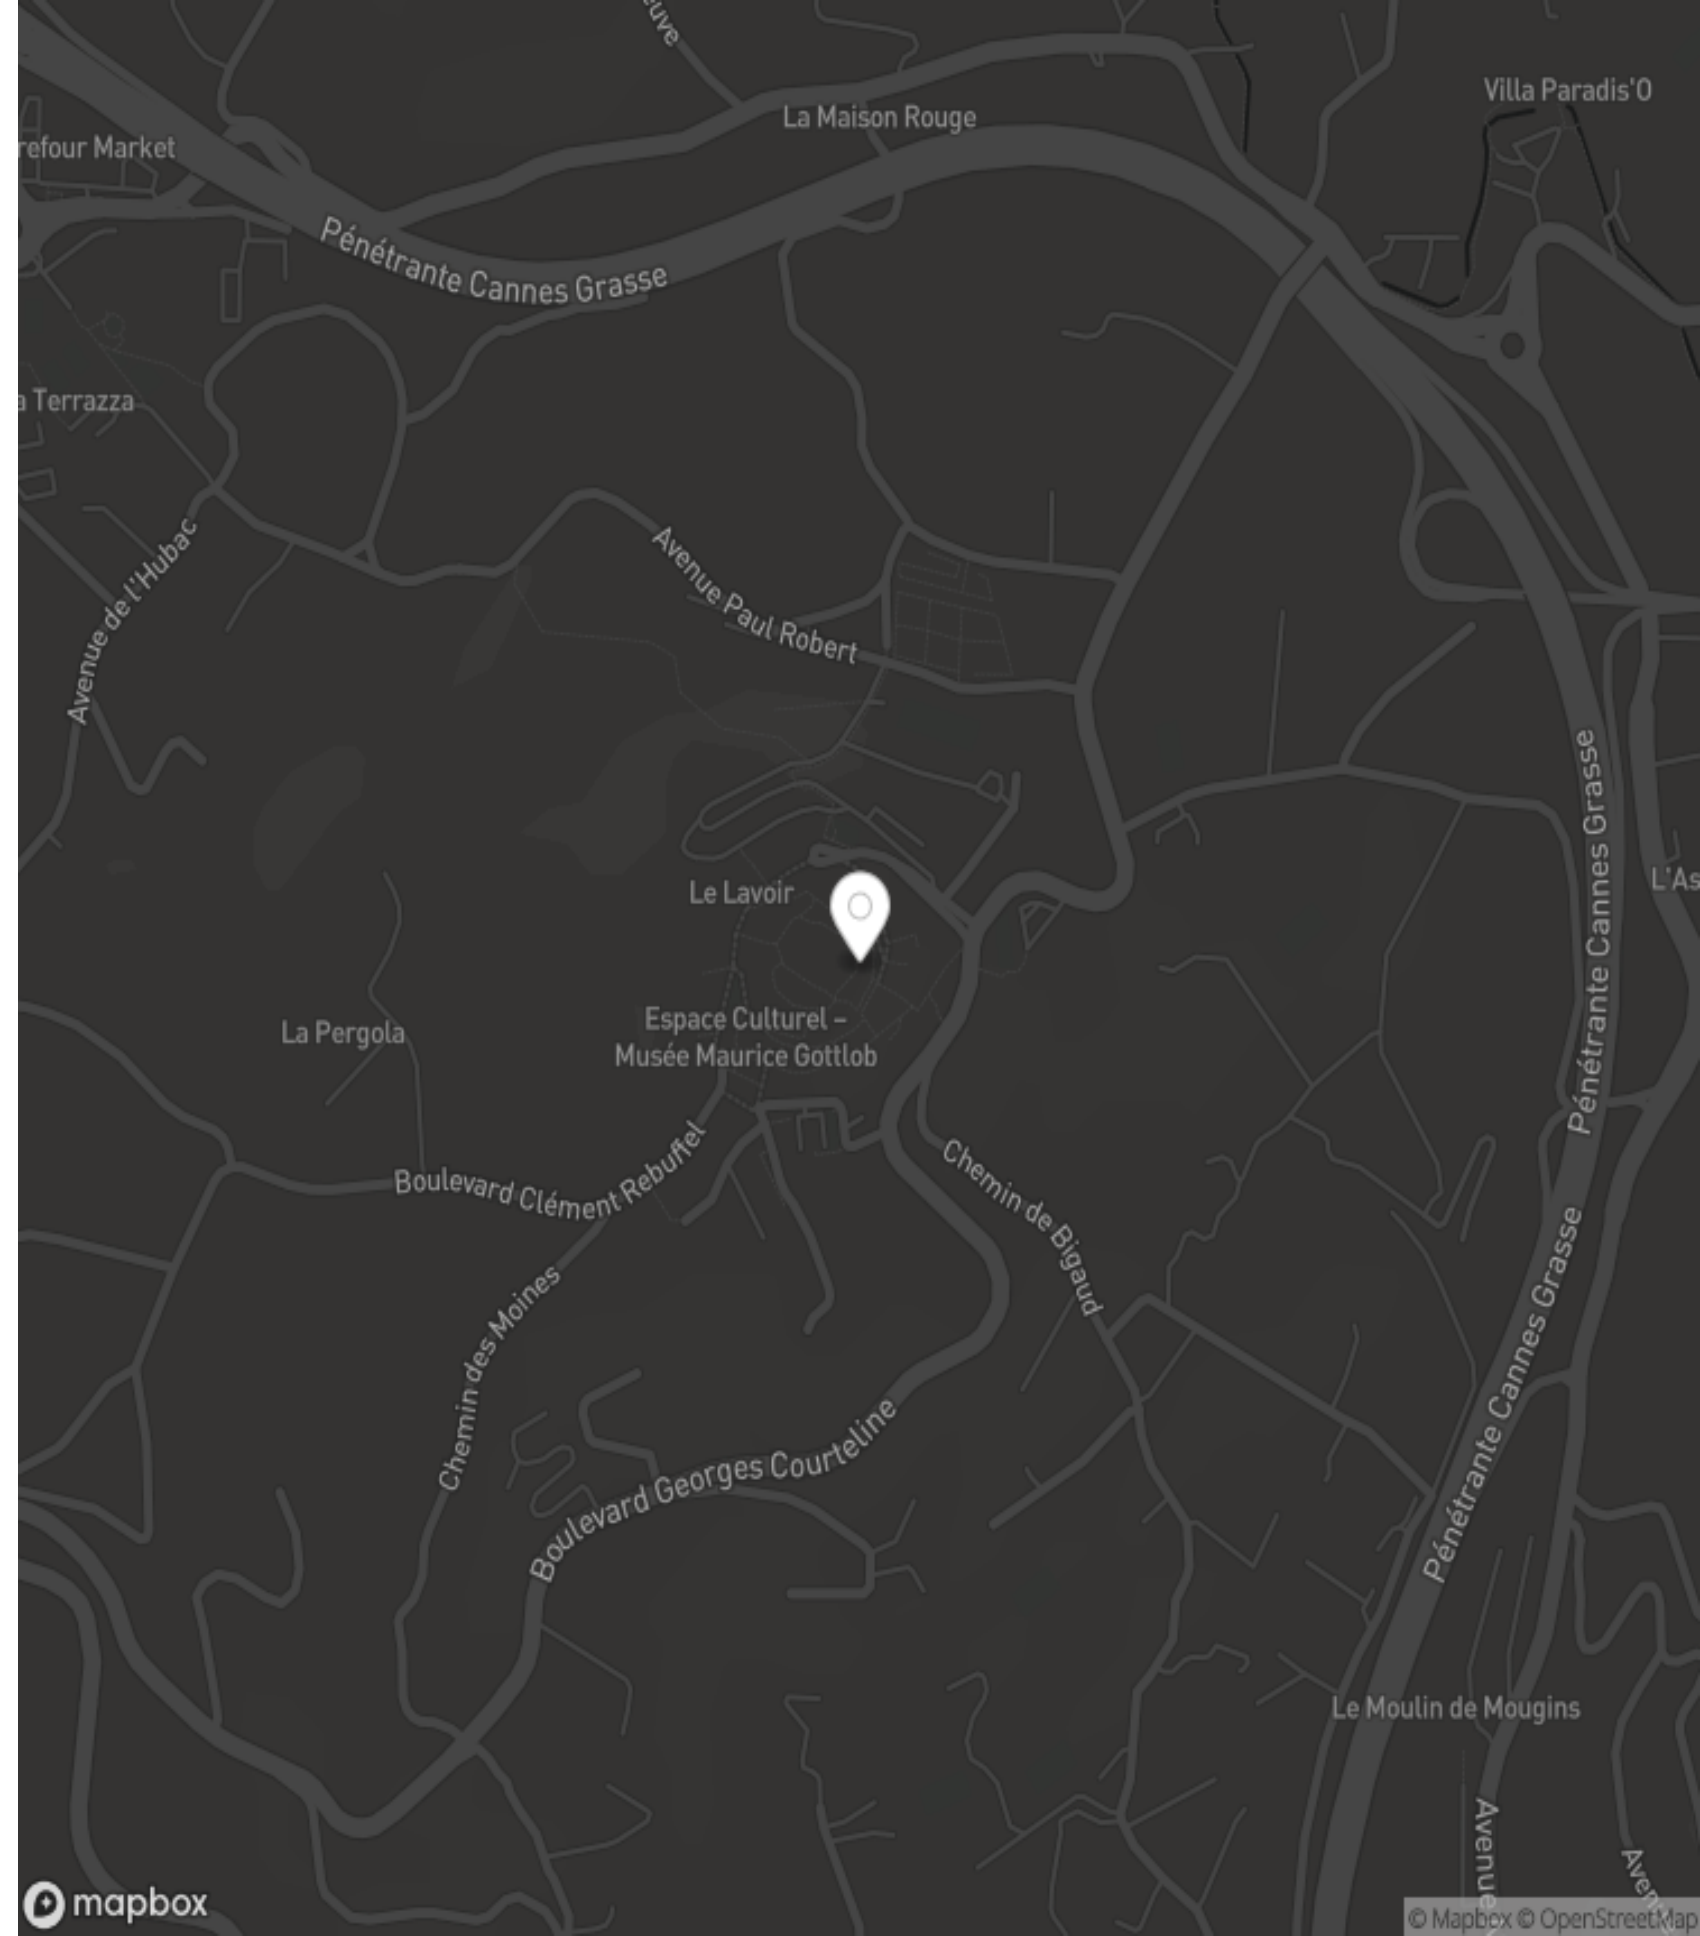 euve
Villa Paradis'O
La Maison Rouge
refour Market
Pénétrante Cannes Grasse
a Terrazza
Avenue de l'Hubac
Avenue Paul Robert
Pénétrante Cannes Grasse
L'As
Le Lavoir
Espace Culturel –
Musée Maurice Gottlob
La Pergola
Boulevard Clément Rebuffel
Chemin de Bigaud
Pénétrante Cannes Grasse
Chemin des Moines
Boulevard Georges Courteline
Le Moulin de Mougins
Avenue
Aven
mapbox
© Mapbox © OpenStreetMap